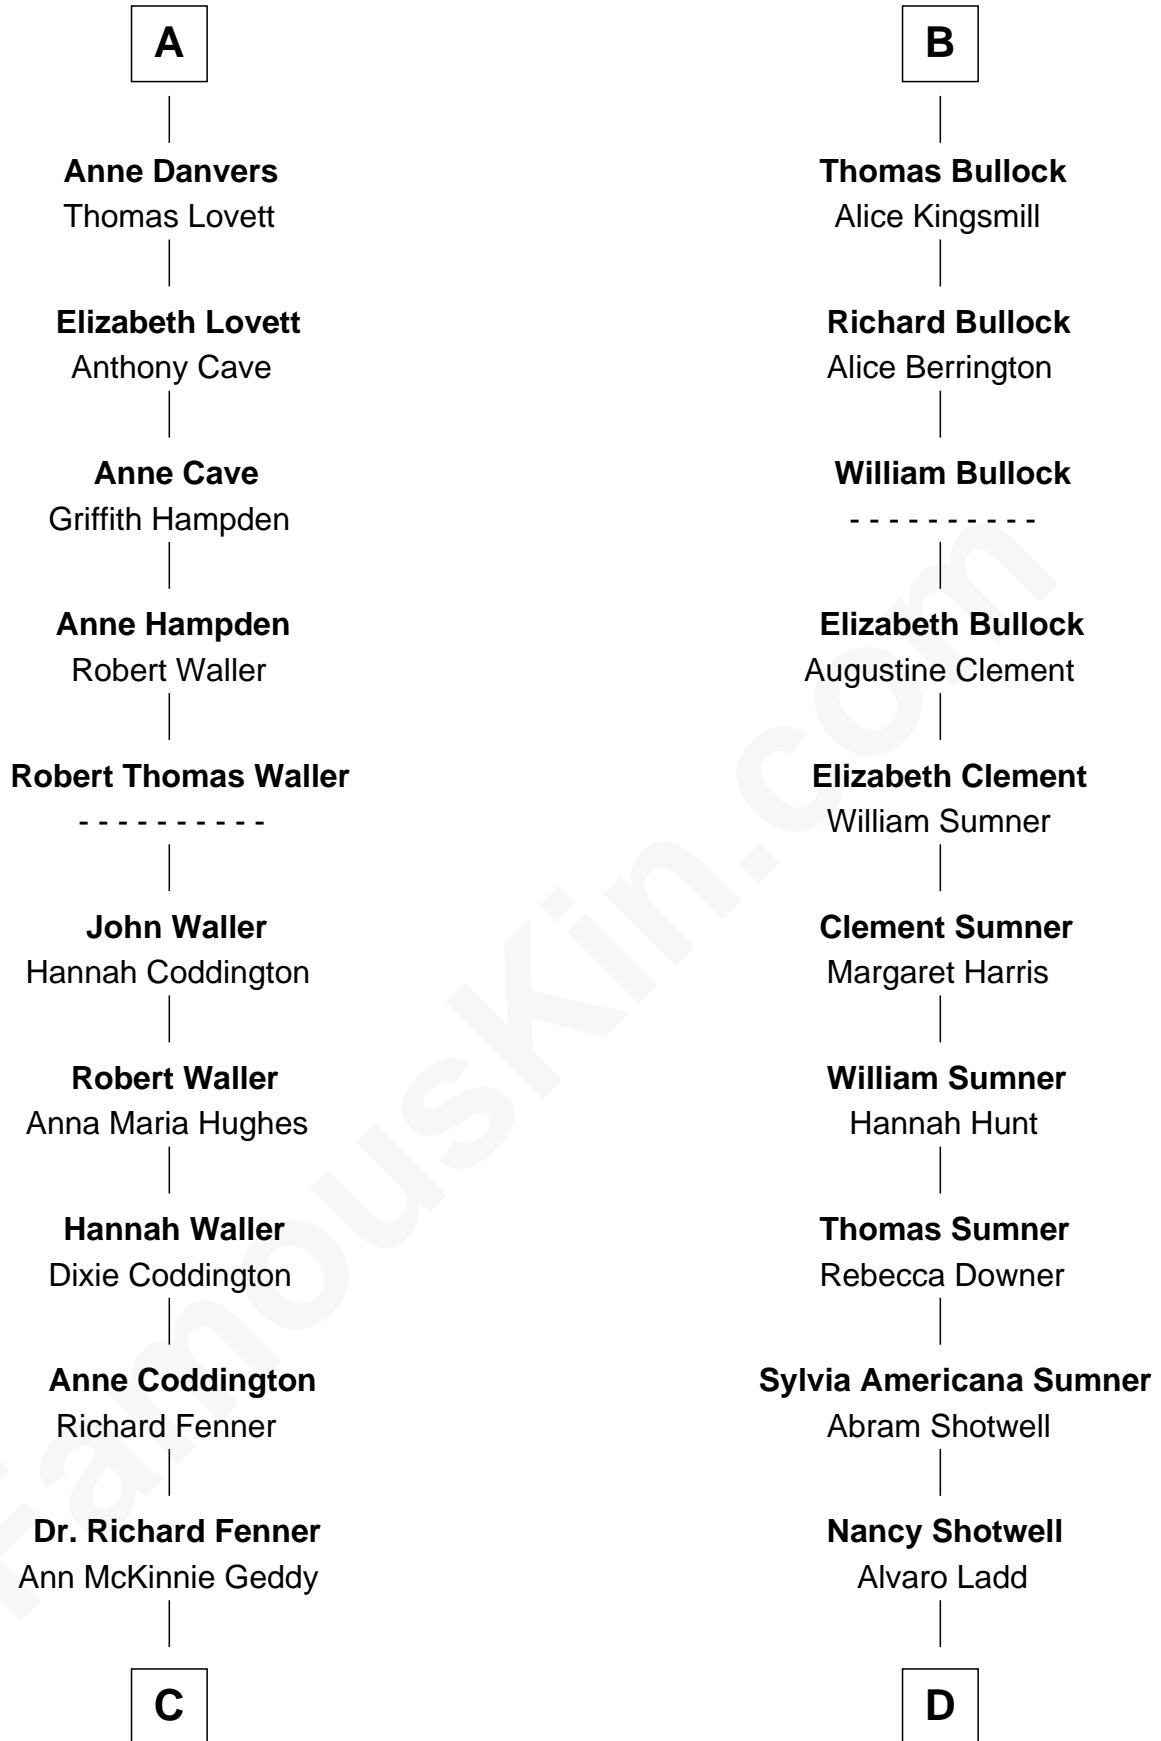 A
Anne Danvers
Thomas Lovett
Elizabeth Lovett
Anthony Cave
Anne Cave
Griffith Hampden
Anne Hampden
Robert Waller
Robert Thomas Waller
- - - - - - - - - -
John Waller
Hannah Coddington
Robert Waller
Anna Maria Hughes
Hannah Waller
Dixie Coddington
Anne Coddington
Richard Fenner
Dr. Richard Fenner
Ann McKinnie Geddy
C
B
Thomas Bullock
Alice Kingsmill
Richard Bullock
Alice Berrington
William Bullock
- - - - - - - - - -
Elizabeth Bullock
Augustine Clement
Elizabeth Clement
William Sumner
Clement Sumner
Margaret Harris
William Sumner
Hannah Hunt
Thomas Sumner
Rebecca Downer
Sylvia Americana Sumner
Abram Shotwell
Nancy Shotwell
Alvaro Ladd
D
FamousKin.com